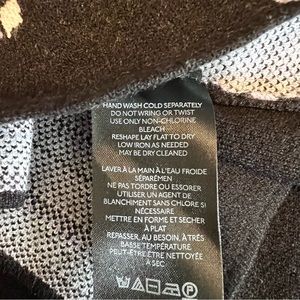 HAND WASH COLD SEPARATELY
DO NOT WRING OR TWIST
USE ONLY NON-CHLORINE
BLEACH
RESHAPE LAY FLAT TO DRY
LOW IRON AS NEEDED
MAY BE DRY CLEANED
LAVER À LA MAIN À L'EAU FROIDE
SÉPARÉMEN
NE PAS TORDRE OU ESSORER
UTILISER UN AGENT DE
BLANCHIMENT SANS CHLORE SI
NÉCESSAIRE
METTRE EN FORME ET SÉCHER
À PLAT
REPASSER, AU BESOIN, À TRÈS
BASSE TEMPÉRATURE
PEUT-ÊTRE ÊTRE NETTOYÉE
À SEC